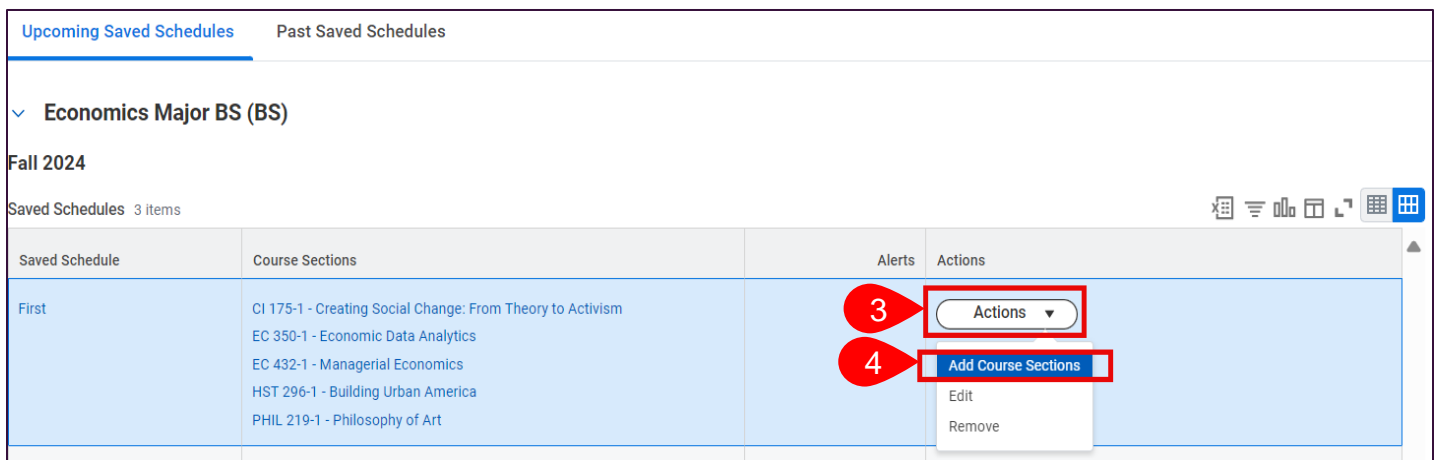 Upcoming Saved Schedules Past Saved Schedules
Economics Major BS (BS)
Fall 2024
Saved Schedules 3 items
Saved Schedule Course Sections Alerts Actions
First CI 175-1 - Creating Social Change: From Theory to Activism 3 Actions
EC 350-1 - Economic Data Analytics
EC 432-1 - Managerial Economics 4 Add Course Sections
HST 296-1 - Building Urban America Edit
PHIL 219-1 - Philosophy of Art Remove